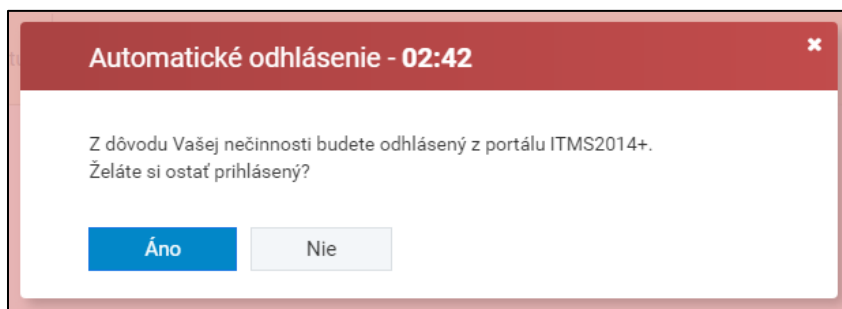 Automatické odhlásenie - 02:42
Z dôvodu Vašej nečinnosti budete odhlásený z portálu ITMS2014+.
Želáte si ostať prihlásený?
Áno
Nie